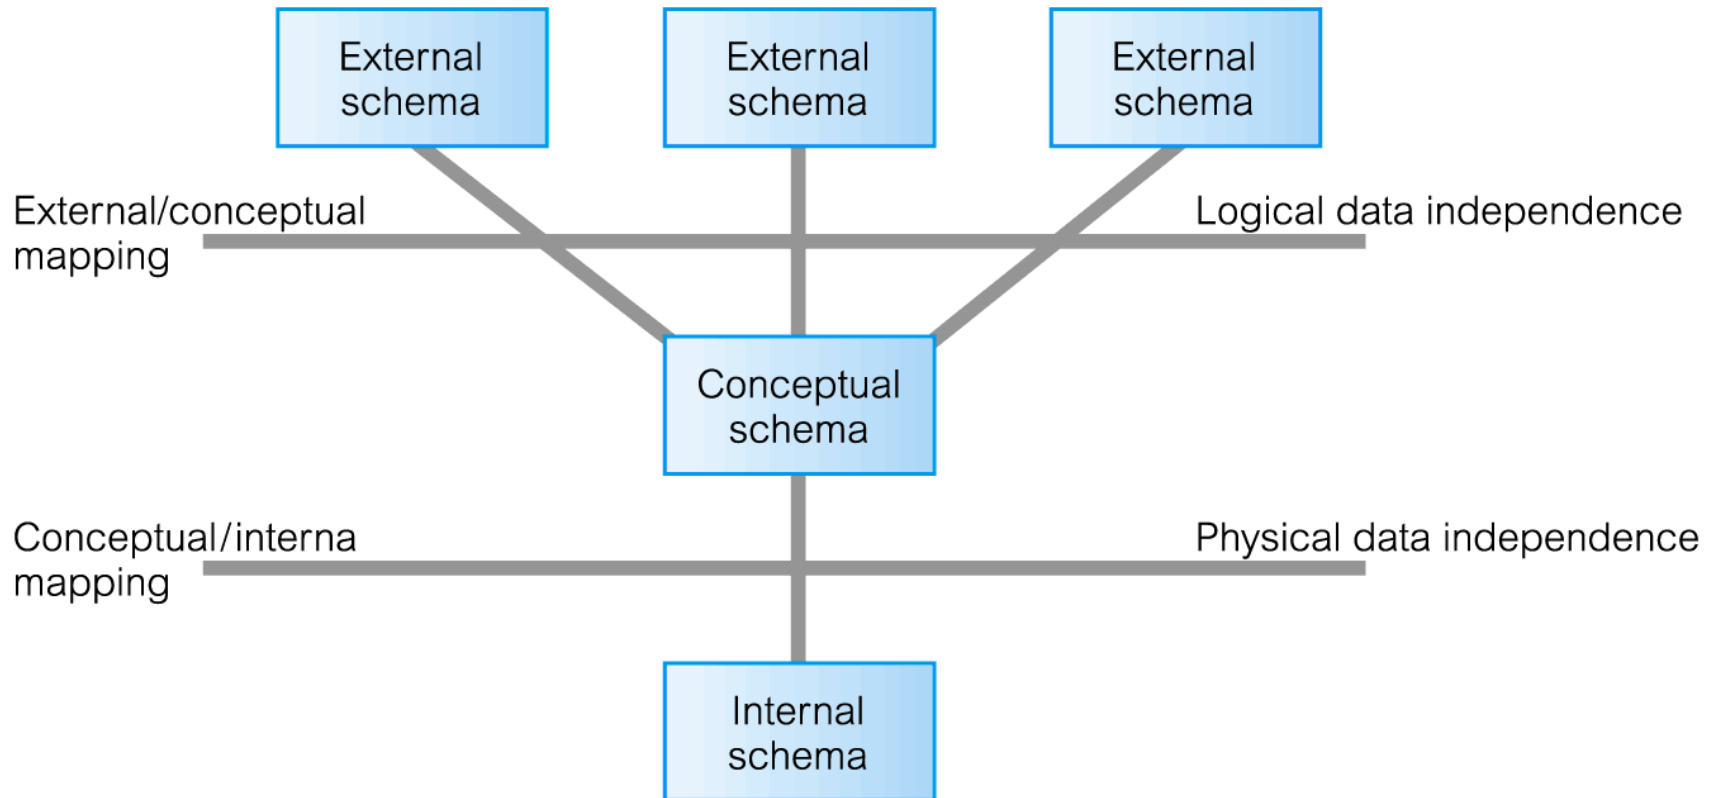 External
schema
External
schema
External
schema
External/conceptual
mapping
Logical data independence
Conceptual
schema
Conceptual/interna
mapping
Physical data independence
Internal
schema